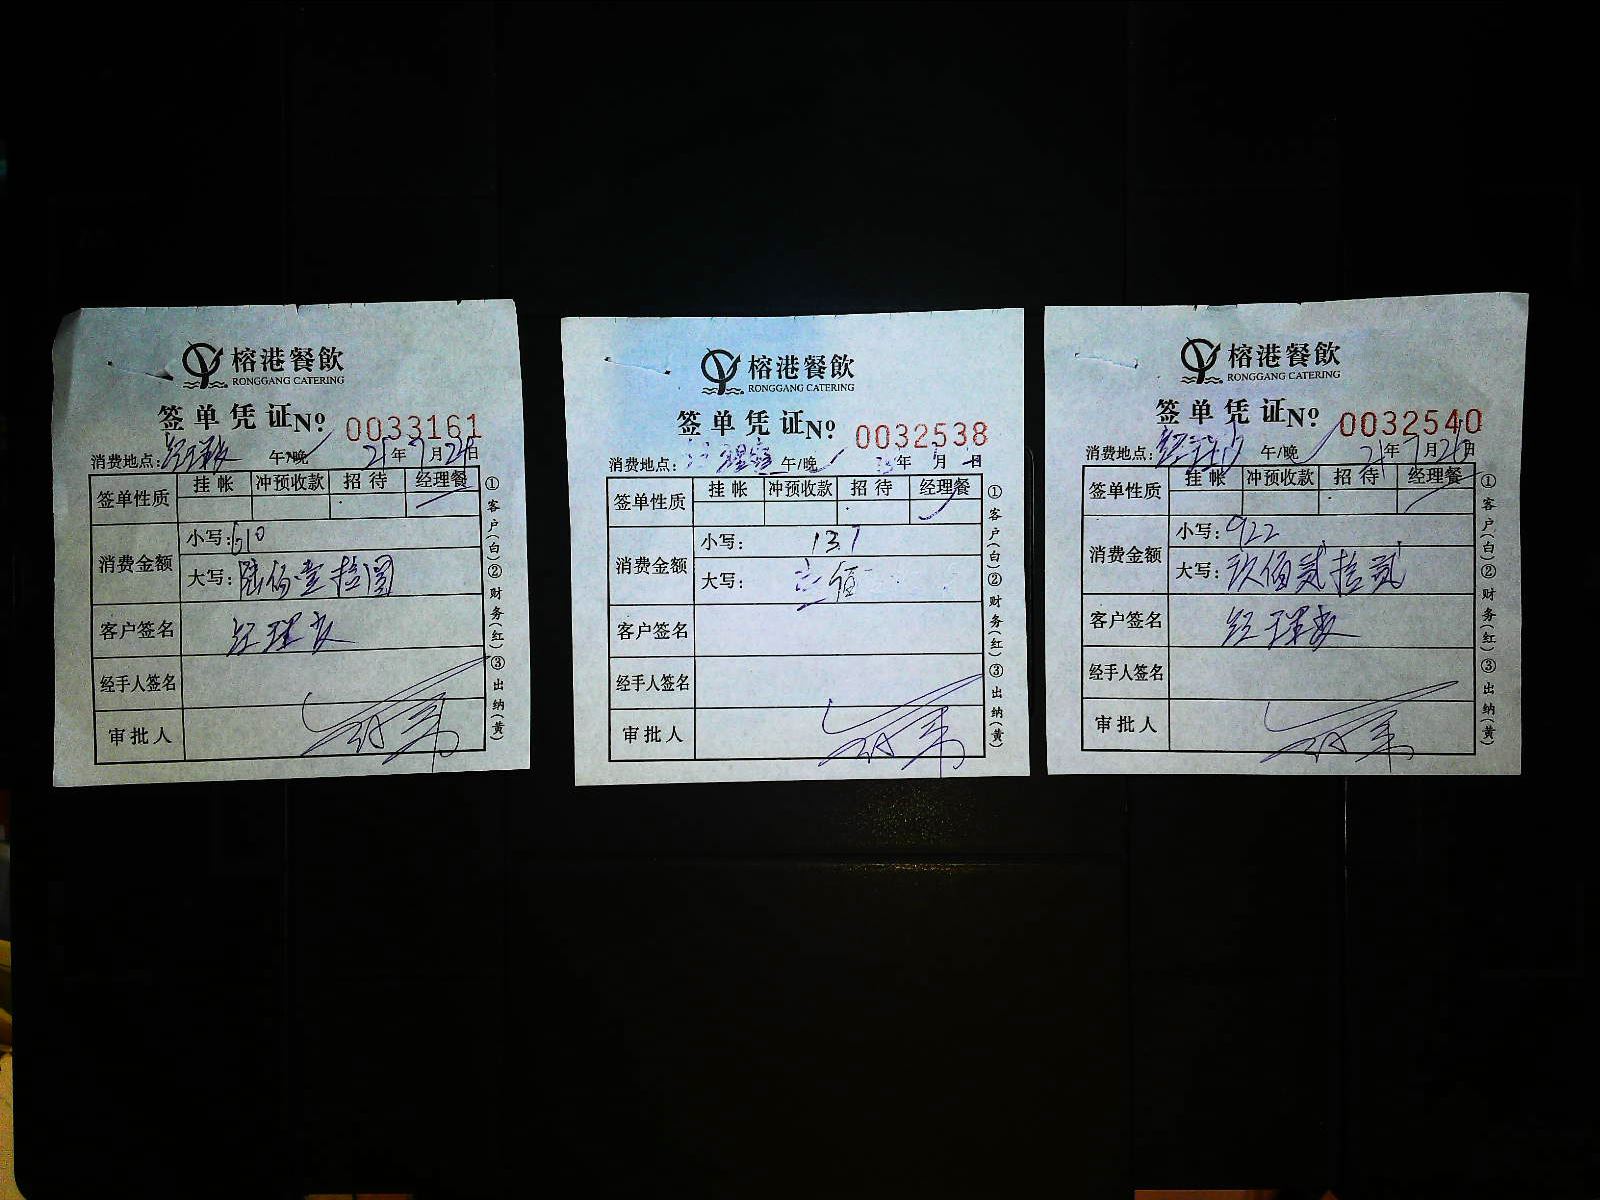 榕港餐飲
RONGGANG CATERING
签单凭证 № 0033161
消费地点: 午/晚 21年7月 日
签单性质 挂帐 冲预收款 招待 经理餐
消费金额
小写: 610
大写: 陆佰壹拾圆
客户签名 经理
经手人签名
审批人
①客户(白)②财务(红)③出纳(黄)
榕港餐飲
RONGGANG CATERING
签单凭证 № 0032538
消费地点: 午/晚 年 月 日
签单性质 挂帐 冲预收款 招待 经理餐
消费金额
小写:
大写: 佰
客户签名
经手人签名
审批人
①客户(白)②财务(红)③出纳(黄)
榕港餐飲
RONGGANG CATERING
签单凭证 № 0032540
消费地点: 午/晚 21年7月26日
签单性质 挂帐 冲预收款 招待 经理餐
消费金额
小写: 922
大写: 玖佰贰拾贰
客户签名 经理
经手人签名
审批人
①客户(白)②财务(红)③出纳(黄)